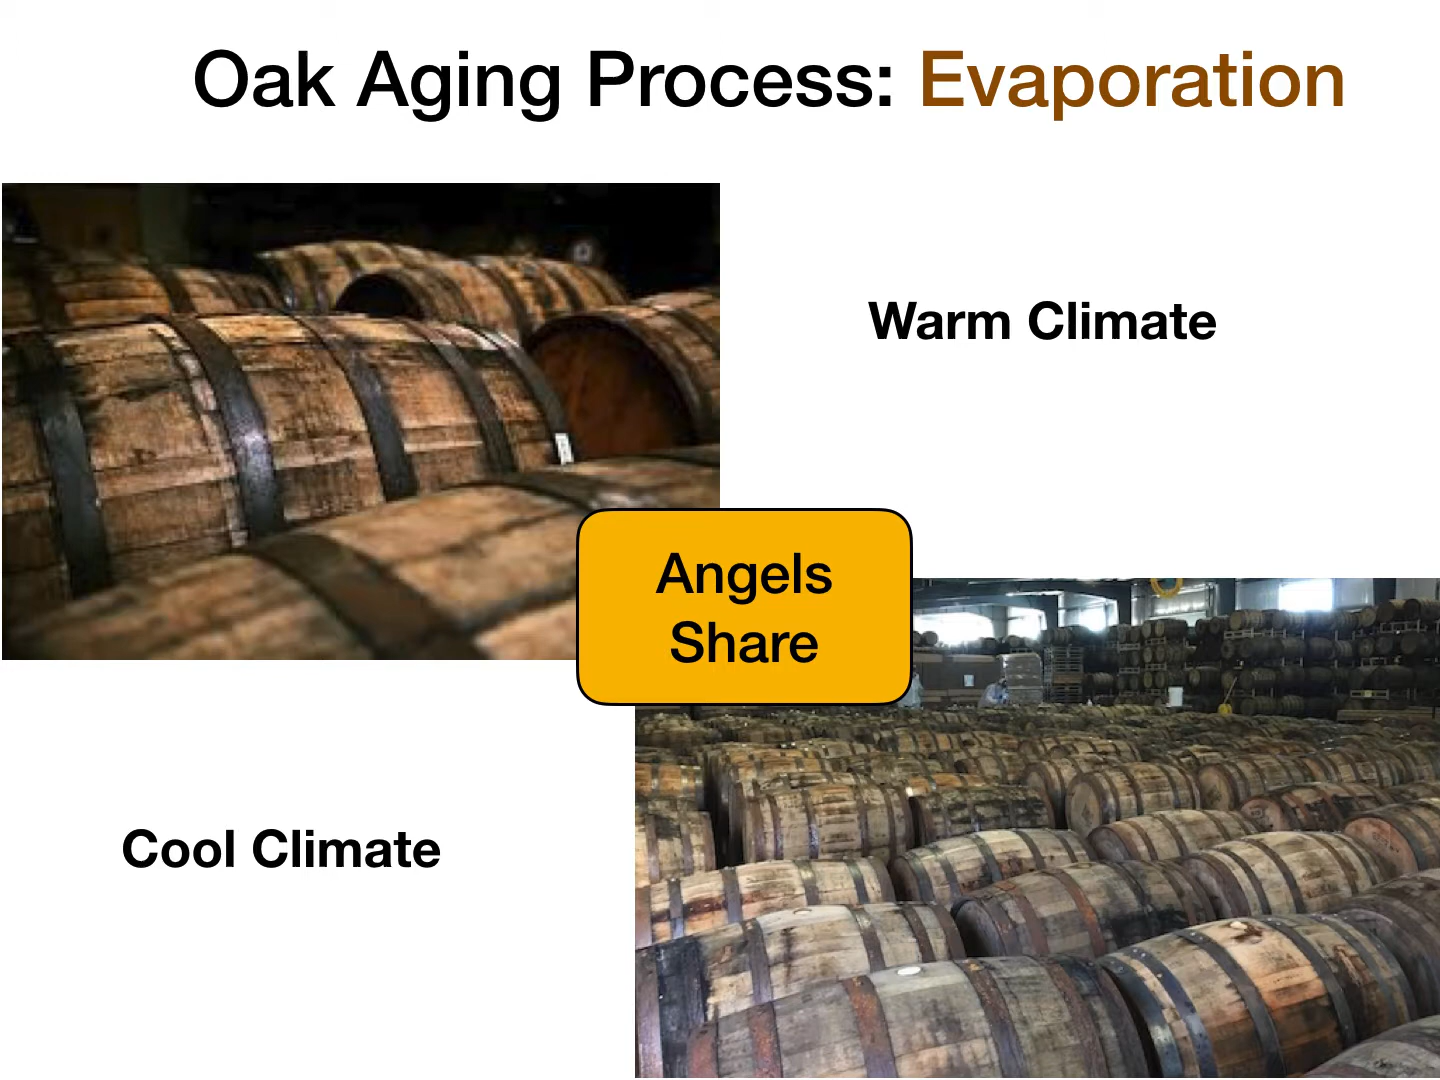 Oak Aging Process: Evaporation
Warm Climate
Angels
Share
Cool Climate